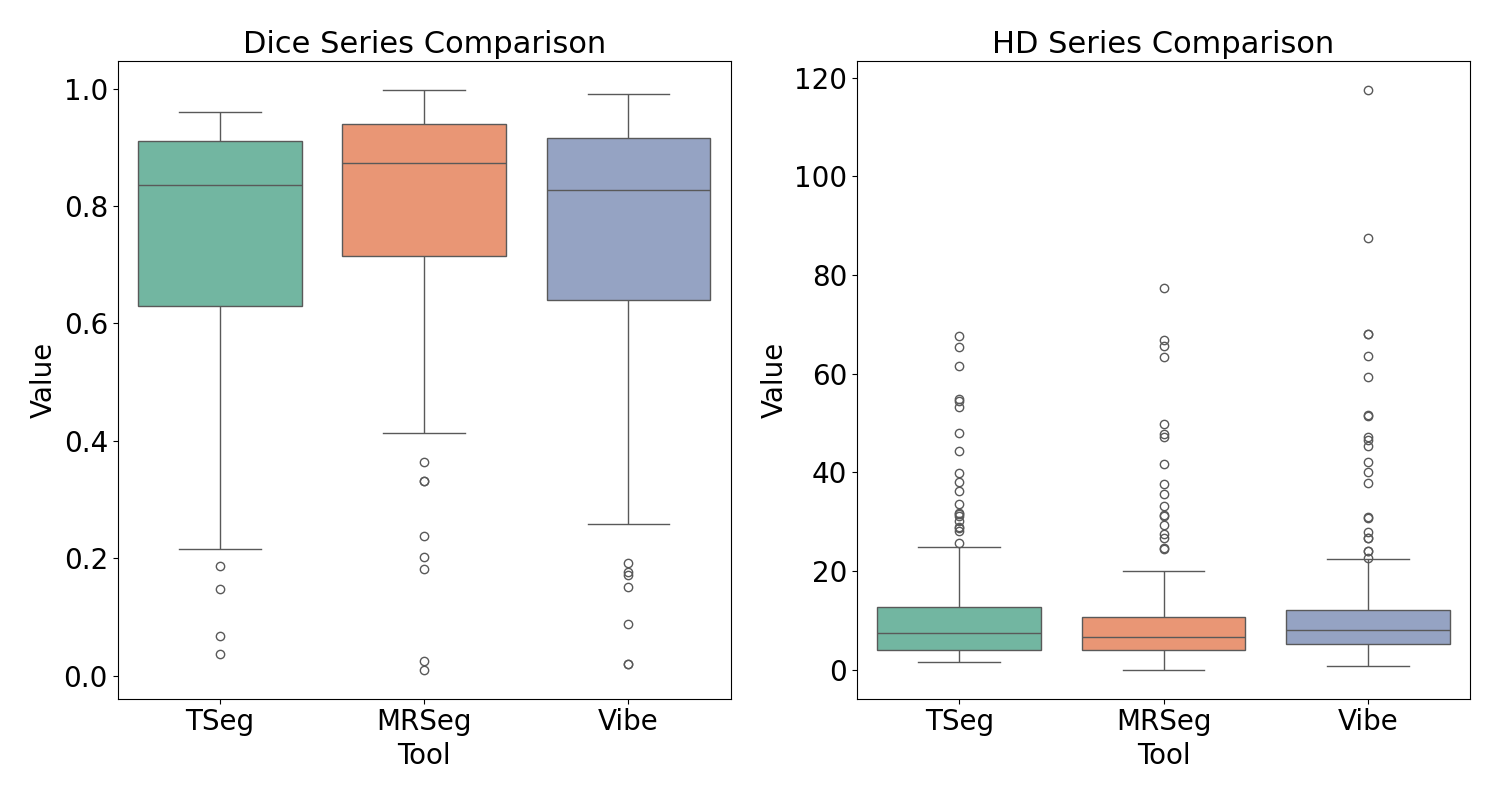 Dice Series Comparison
Value
1.0
0.8
0.6
0.4
0.2
0.0
TSeg MRSeg Vibe
Tool
HD Series Comparison
Value
120
100
80
60
40
20
0
TSeg MRSeg Vibe
Tool